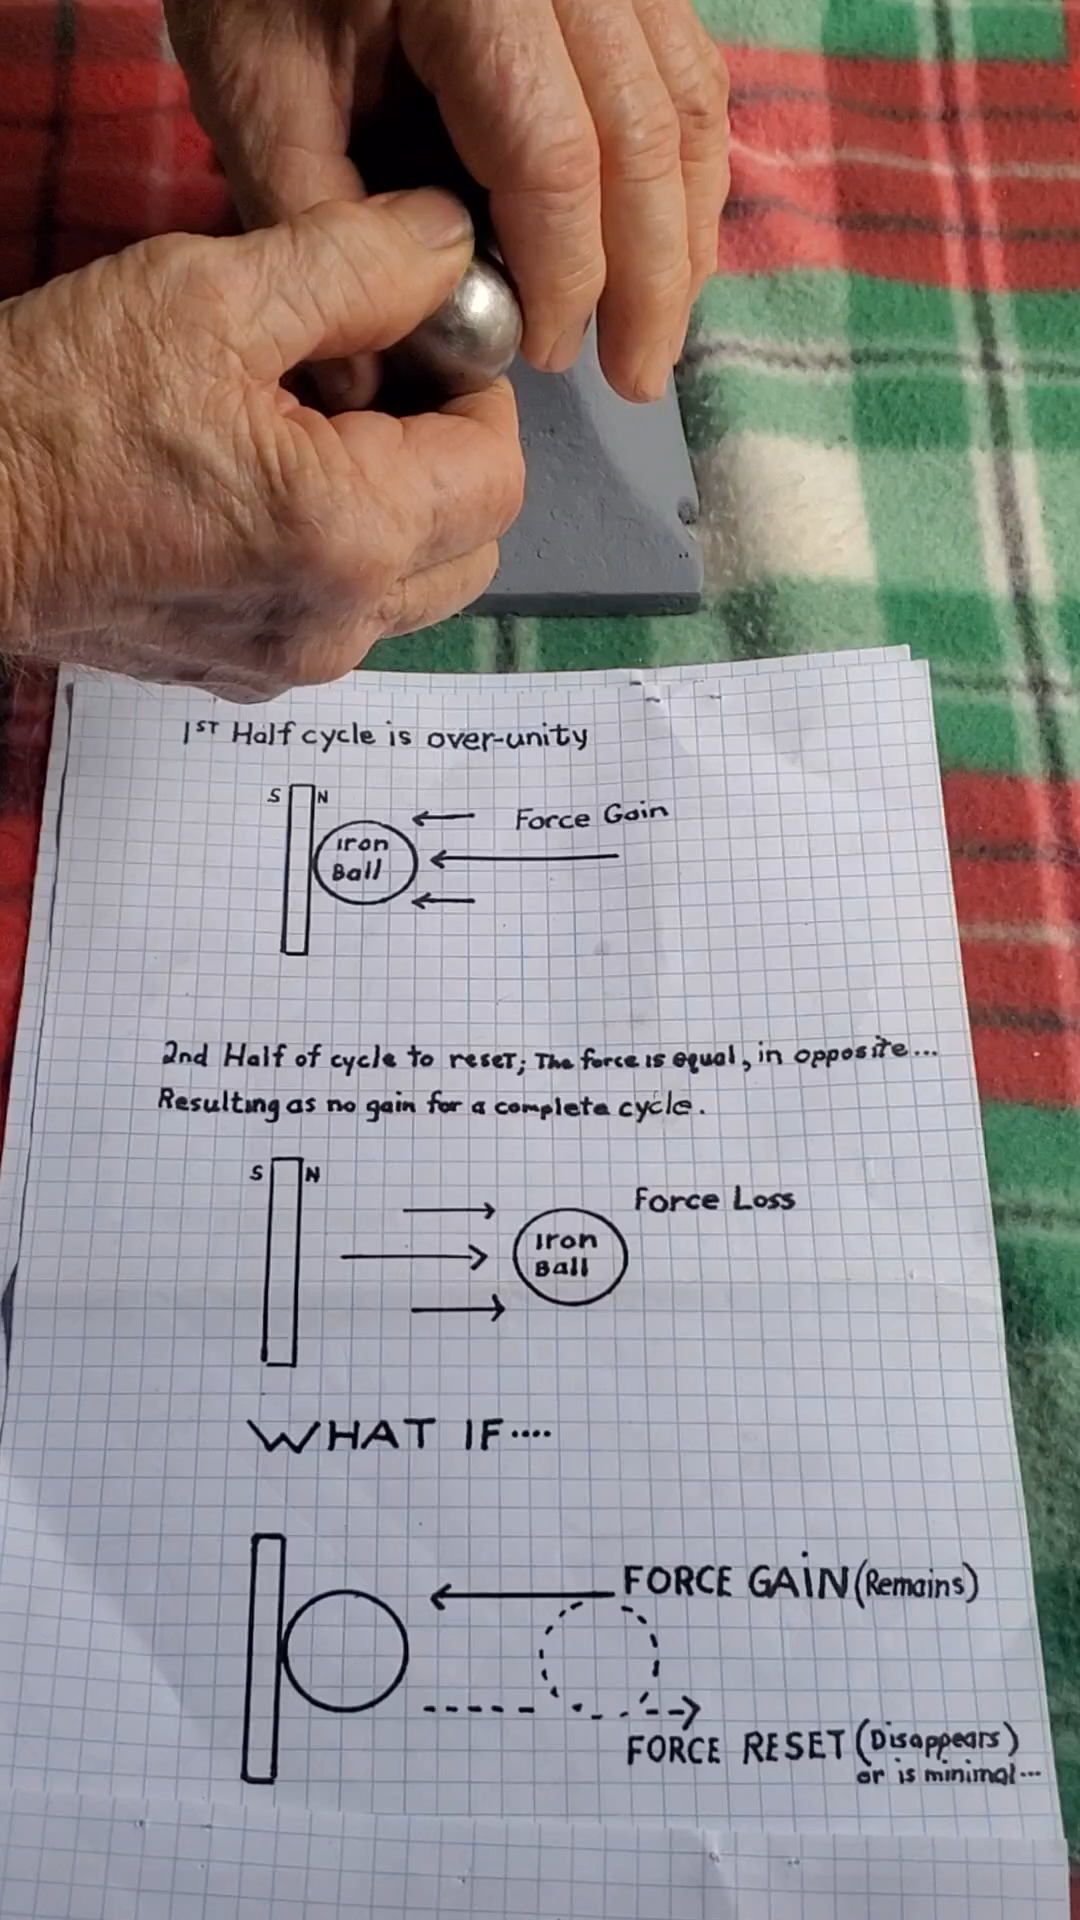 1ST Half cycle is over-unity
S N
Force Gain
Iron
Ball
2nd Half of cycle to reset; The force is equal, in opposite...
Resulting as no gain for a complete cycle.
S N
Force Loss
Iron
Ball
WHAT IF....
FORCE GAIN (Remains)
FORCE RESET (Disappears)
or is minimal...